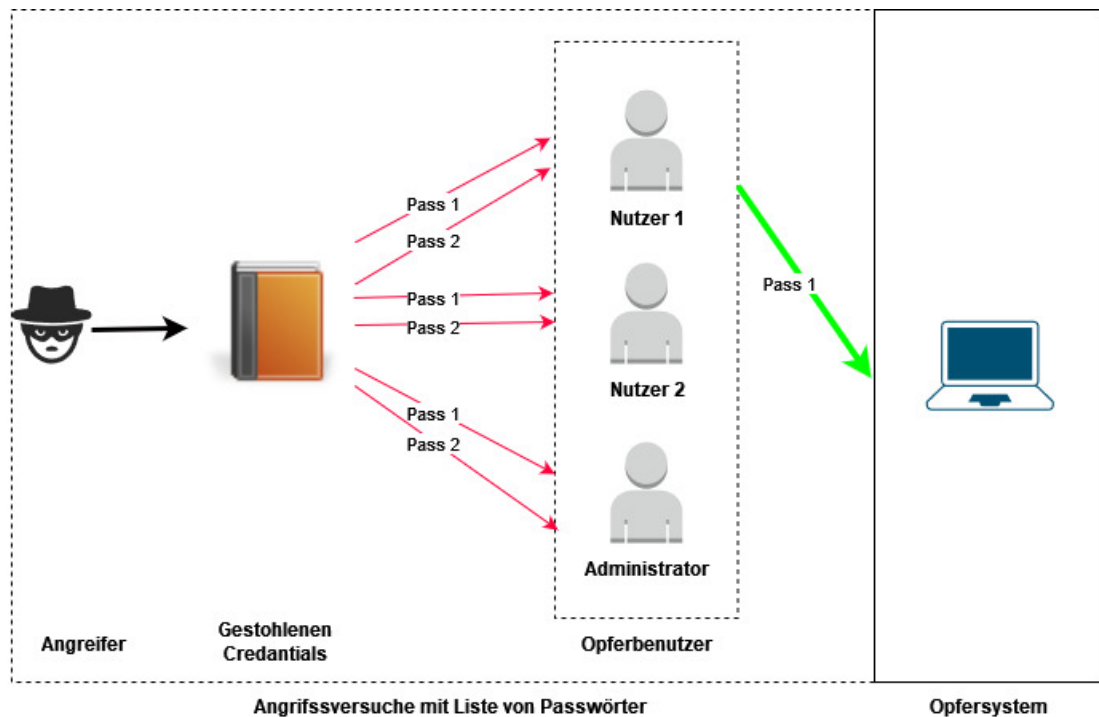 Pass 1
Nutzer 1
Pass 2
Pass 1
Pass 1
Pass 2
Nutzer 2
Pass 1
Pass 2
Administrator
Angreifer
Gestohlenen
Credantials
Opferbenutzer
Angrifssversuche mit Liste von Passwörter
Opfersystem